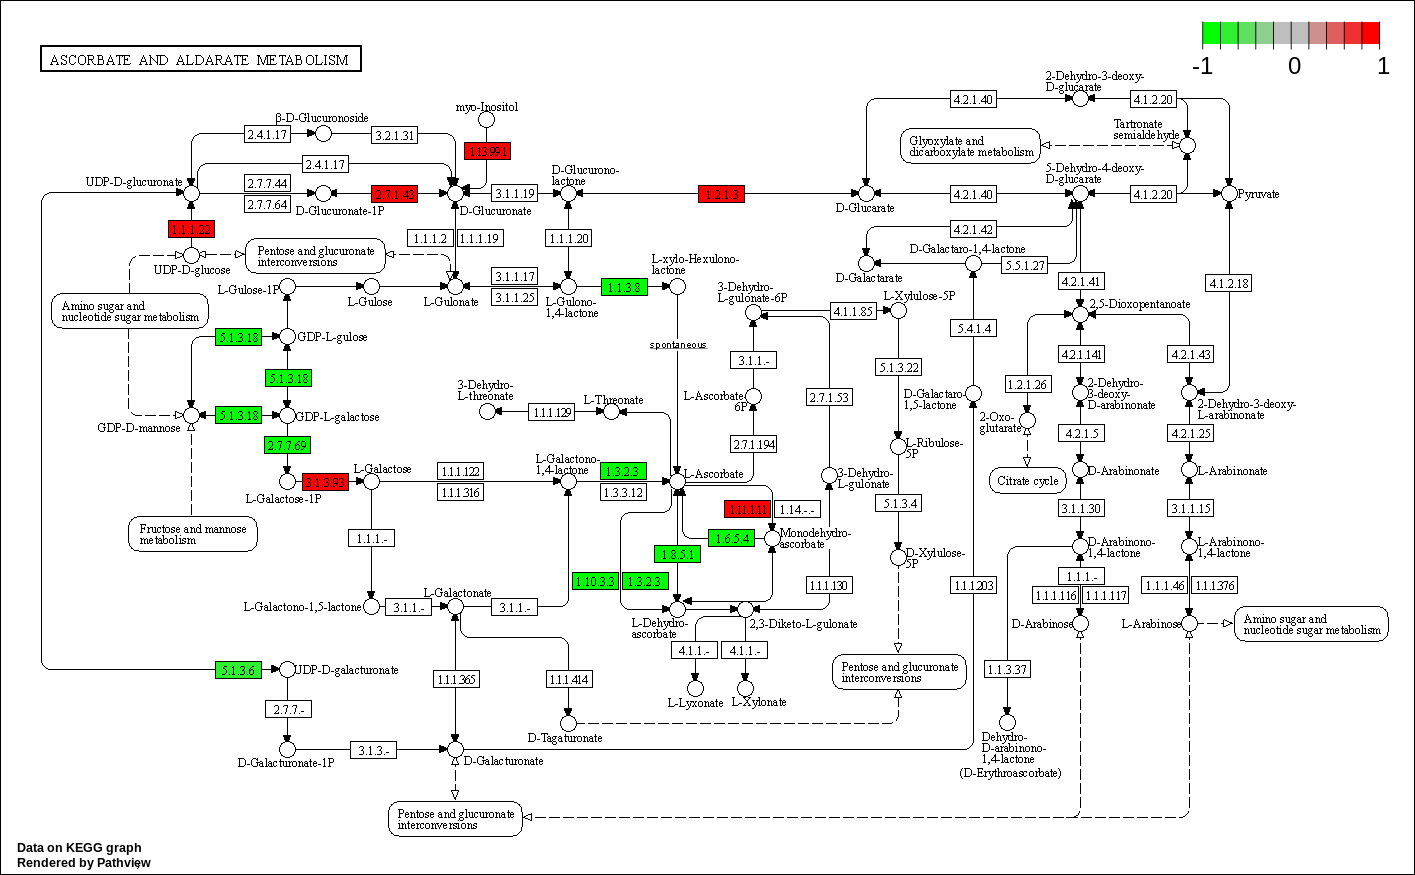 ASCORBATE AND ALDARATE METABOLISM
-1
0
1
2-Dehydro-3-deoxy-
D-glucarate
4.2.1.40
4.1.2.20
myo-Inositol
β-D-Glucuronoside
2.4.1.17
3.2.1.31
Tartronate
semialdehyde
Glyoxylate and
dicarboxylate metabolism
1.13.99.1
2.4.1.17
D-Glucurono-
lactone
5-Dehydro-4-deoxy-
D-glucarate
UDP-D-glucuronate
2.7.7.44
2.7.7.64
D-Glucuronate-1P
2.7.1.43
D-Glucuronate
3.1.1.19
1.2.1.3
D-Glucarate
4.2.1.40
4.1.2.20
Pyruvate
1.1.1.22
1.1.1.2
1.1.1.19
1.1.1.20
4.2.1.42
D-Galactaro-1,4-lactone
5.5.1.27
D-Galactarate
UDP-D-glucose
Pentose and glucuronate
interconversions
L-xylo-Hexulono-
lactone
L-Gulose-1P
L-Gulose
L-Gulonate
3.1.1.17
3.1.1.25
L-Gulono-
1,4-lactone
1.1.3.8
3-Dehydro-
L-gulonate-6P
L-Xylulose-5P
4.1.1.85
4.2.1.41
4.1.2.18
2,5-Dioxopentanoate
Amino sugar and
nucleotide sugar metabolism
5.1.3.18
GDP-L-gulose
spontaneous
5.4.1.4
3.1.1.-
5.1.3.22
4.2.1.141
4.2.1.43
5.1.3.18
3-Dehydro-
L-threonate
1.1.1.129
L-Threonate
L-Ascorbate
6P
2.7.1.53
D-Galactaro
1,5-lactone
1.2.1.26
2-Dehydro-
3-deoxy-
D-arabinonate
2-Dehydro-3-deoxy-
L-arabinonate
GDP-D-mannose
5.1.3.18
GDP-L-galactose
2-Oxo-
glutarate
4.2.1.5
4.2.1.25
2.7.7.69
2.7.1.194
L-Ribulose-
5P
L-Galactose-1P
3.1.3.93
L-Galactose
1.1.1.122
1.1.1.316
L-Galactono-
1,4-lactone
1.3.2.3
1.3.3.12
L-Ascorbate
3-Dehydro-
L-gulonate
Citrate cycle
D-Arabinonate
L-Arabinonate
1.11.1.11
1.14.-.-
5.1.3.4
3.1.1.30
3.1.1.15
Fructose and mannose
metabolism
1.1.1.-
1.6.5.4
Monodehydro-
ascorbate
1.8.5.1
D-Xylulose-
5P
D-Arabinono-
1,4-lactone
L-Arabinono-
1,4-lactone
1.10.3.3
1.3.2.3
1.1.1.130
1.1.1203
1.1.1.-
1.1.1.116
1.1.1.117
1.1.1.46
1.1.1.376
L-Galactono-1,5-lactone
3.1.1.-
L-Galactonate
3.1.1.-
L-Dehydro-
ascorbate
2,3-Diketo-L-gulonate
D-Arabinose
L-Arabinose
Amino sugar and
nucleotide sugar metabolism
4.1.1.-
4.1.1.-
5.1.3.6
UDP-D-galacturonate
1.1.1.365
1.1.1.414
Pentose and glucuronate
interconversions
1.1.3.37
2.7.7.-
L-Lyxonate
L-Xylonate
D-Tagaturonate
D-Galacturonate-1P
3.1.3.-
D-Galacturonate
Dehydro-
D-arabinono-
1,4-lactone
(D-Erythroascorbate)
Pentose and glucuronate
interconversions
Data on KEGG graph
Rendered by Pathview